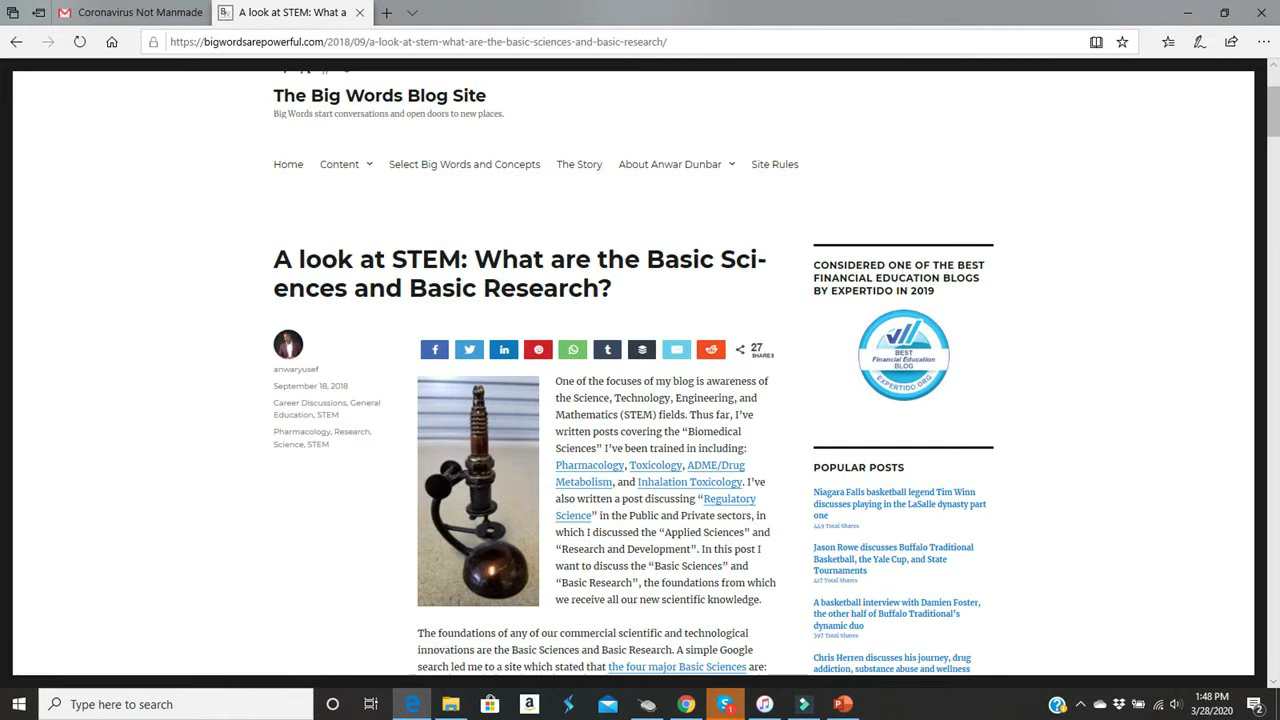 Coronavirus Not Manmade
A look at STEM: What a
https://bigwordsarepowerful.com/2018/09/a-look-at-stem-what-are-the-basic-sciences-and-basic-research/
The Big Words Blog Site
Big Words start conversations and open doors to new places.
Home Content Select Big Words and Concepts The Story About Anwar Dunbar Site Rules
A look at STEM: What are the Basic Sci-
ences and Basic Research?
anwaryusef
September 18, 2018
Career Discussions, General
Education, STEM
Pharmacology, Research,
Science, STEM
27
SHARES
One of the focuses of my blog is awareness of
the Science, Technology, Engineering, and
Mathematics (STEM) fields. Thus far, I’ve
written posts covering the “Biomedical
Sciences” I’ve been trained in including:
Pharmacology, Toxicology, ADME/Drug
Metabolism, and Inhalation Toxicology. I’ve
also written a post discussing “Regulatory
Science” in the Public and Private sectors, in
which I discussed the “Applied Sciences” and
“Research and Development”. In this post I
want to discuss the “Basic Sciences” and
“Basic Research”, the foundations from which
we receive all our new scientific knowledge.
The foundations of any of our commercial scientific and technological
innovations are the Basic Sciences and Basic Research. A simple Google
search led me to a site which stated that the four major Basic Sciences are:
CONSIDERED ONE OF THE BEST
FINANCIAL EDUCATION BLOGS
BY EXPERTIDO IN 2019
BEST
Financial Education
BLOG
EXPERTIDO.ORG
POPULAR POSTS
Niagara Falls basketball legend Tim Winn
discusses playing in the LaSalle dynasty part
one
449 Total Shares
Jason Rowe discusses Buffalo Traditional
Basketball, the Yale Cup, and State
Tournaments
417 Total Shares
A basketball interview with Damien Foster,
the other half of Buffalo Traditional’s
dynamic duo
397 Total Shares
Chris Herren discusses his journey, drug
addiction, substance abuse and wellness
Type here to search
1:48 PM
3/28/2020